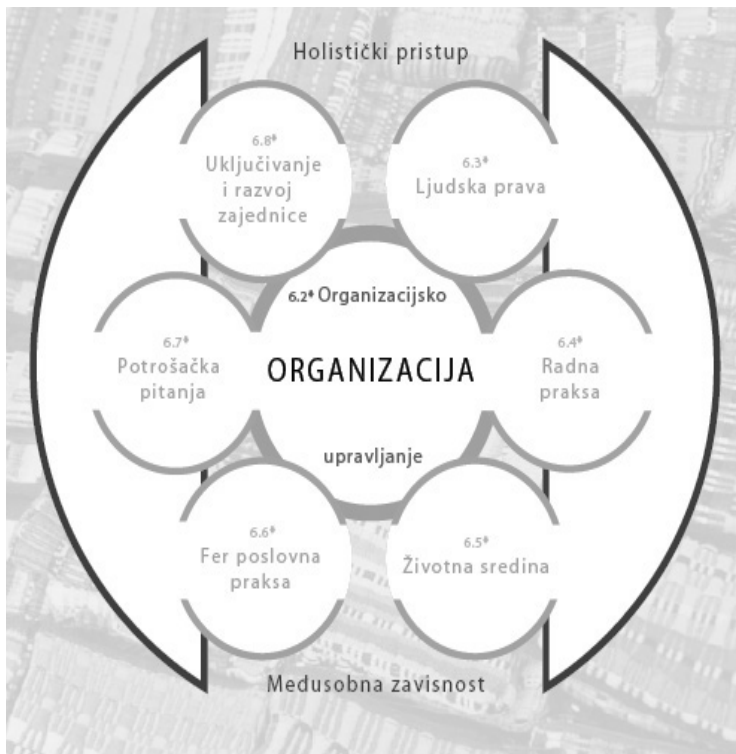 Holistički pristup
6.8*
Uključivanje
i razvoj
zajednice
6.3*
Ljudska prava
6.2* Organizacijsko
6.7*
Potrošačka
pitanja
ORGANIZACIJA
6.4*
Radna
praksa
upravljanje
6.6*
Fer poslovna
praksa
6.5*
Životna sredina
Medusobna zavisnost